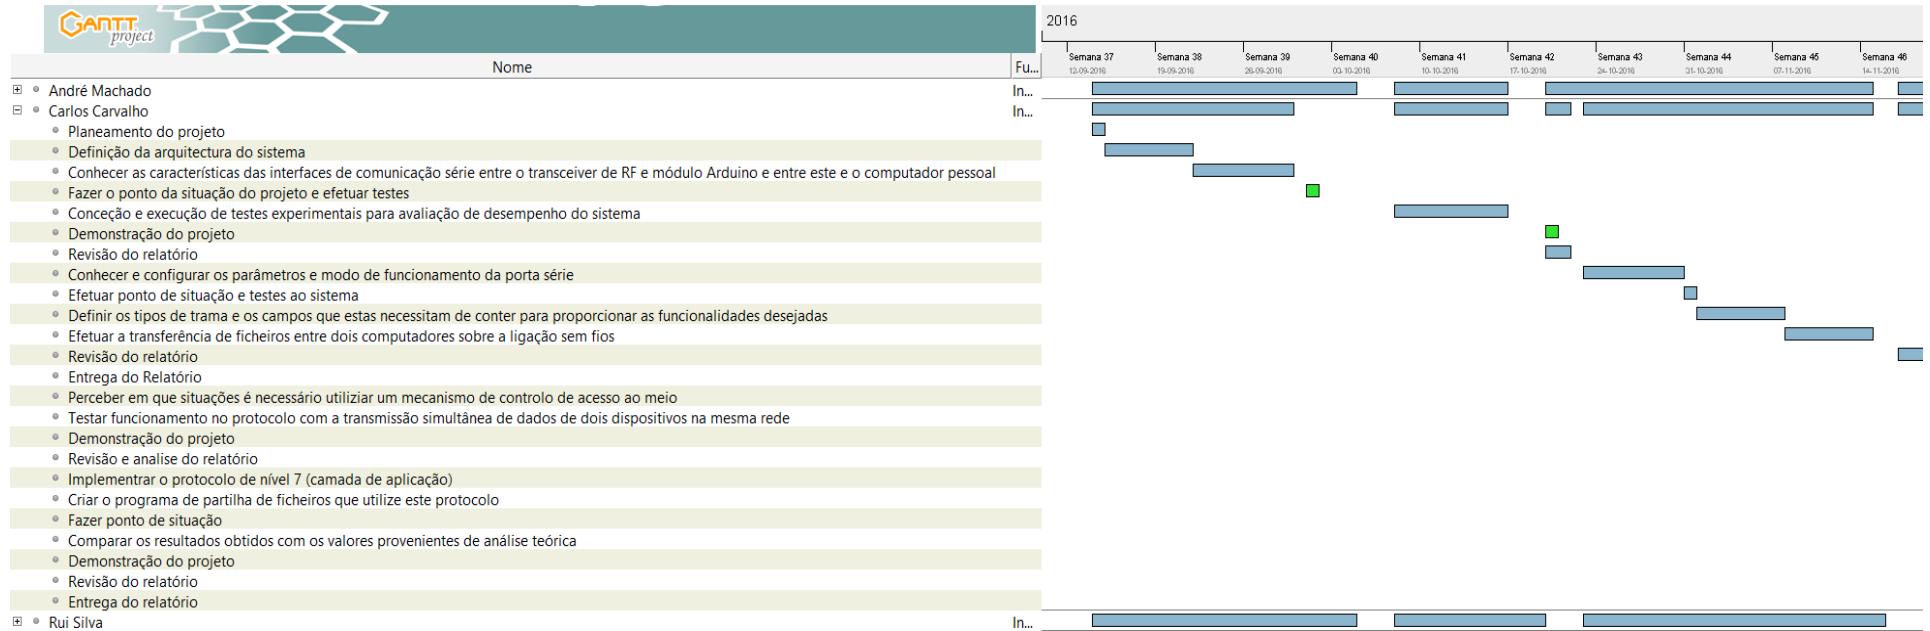 GANTT project
2016
Semana 37 Semana 38 Semana 39 Semana 40 Semana 41 Semana 42 Semana 43 Semana 44 Semana 45 Semana 46
12-09-2016 19-09-2016 26-09-2016 03-10-2016 10-10-2016 17-10-2016 24-10-2016 31-10-2016 07-11-2016 14-11-2016
Nome Fu...
André Machado In...
Carlos Carvalho In...
Planeamento do projeto
Definição da arquitectura do sistema
Conhecer as características das interfaces de comunicação série entre o transceiver de RF e módulo Arduino e entre este e o computador pessoal
Fazer o ponto da situação do projeto e efetuar testes
Conceção e execução de testes experimentais para avaliação de desempenho do sistema
Demonstração do projeto
Revisão do relatório
Conhecer e configurar os parâmetros e modo de funcionamento da porta série
Efetuar ponto de situação e testes ao sistema
Definir os tipos de trama e os campos que estas necessitam de conter para proporcionar as funcionalidades desejadas
Efetuar a transferência de ficheiros entre dois computadores sobre a ligação sem fios
Revisão do relatório
Entrega do Relatório
Perceber em que situações é necessário utiliziar um mecanismo de controlo de acesso ao meio
Testar funcionamento no protocolo com a transmissão simultânea de dados de dois dispositivos na mesma rede
Demonstração do projeto
Revisão e analise do relatório
Implementrar o protocolo de nível 7 (camada de aplicação)
Criar o programa de partilha de ficheiros que utilize este protocolo
Fazer ponto de situação
Comparar os resultados obtidos com os valores provenientes de análise teórica
Demonstração do projeto
Revisão do relatório
Entrega do relatório
Rui Silva In...